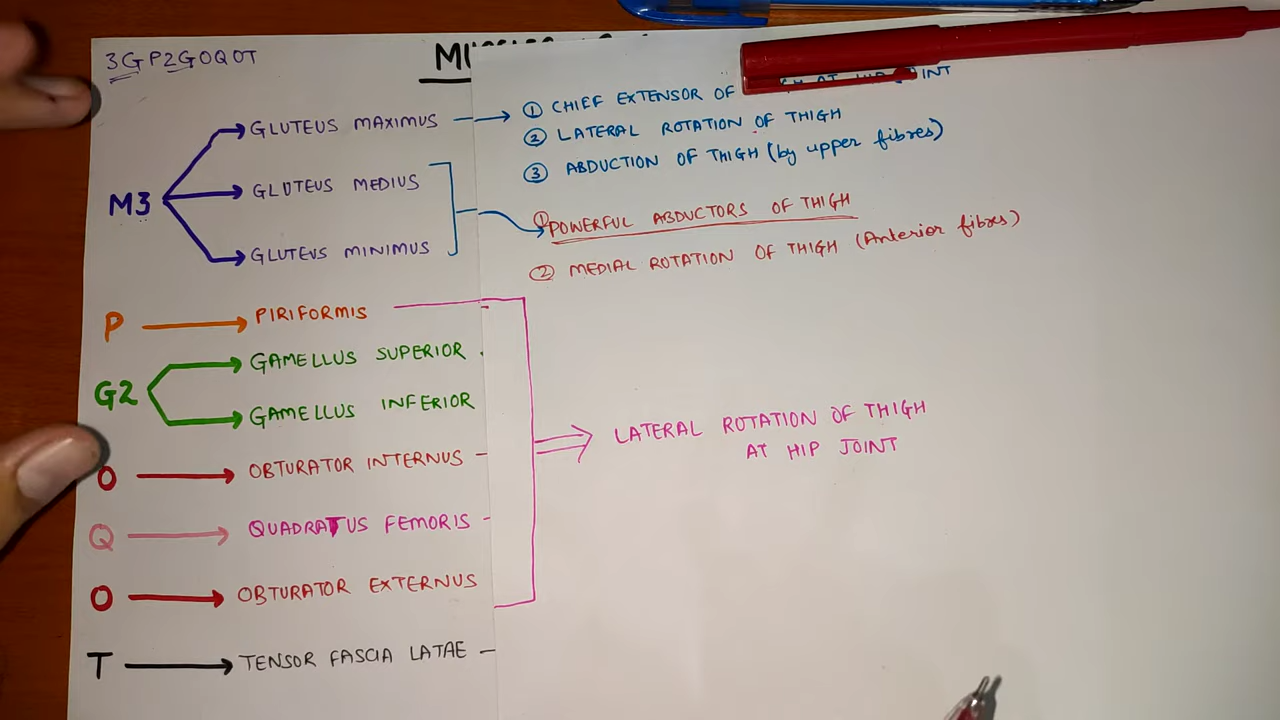 3GP2GOQOT
M3
GLUTEUS MAXIMUS
GLUTEUS MEDIUS
GLUTEUS MINIMUS
① CHIEF EXTENSOR OF
② LATERAL ROTATION OF THIGH
③ ABDUCTION OF THIGH (by upper fibres)
① POWERFUL ABDUCTORS OF THIGH
② MEDIAL ROTATION OF THIGH (Anterior fibres)
P PIRIFORMIS
G2
GAMELLUS SUPERIOR
GAMELLUS INFERIOR
O OBTURATOR INTERNUS
Q QUADRATUS FEMORIS
O OBTURATOR EXTERNUS
T TENSOR FASCIA LATAE
LATERAL ROTATION OF THIGH
AT HIP JOINT